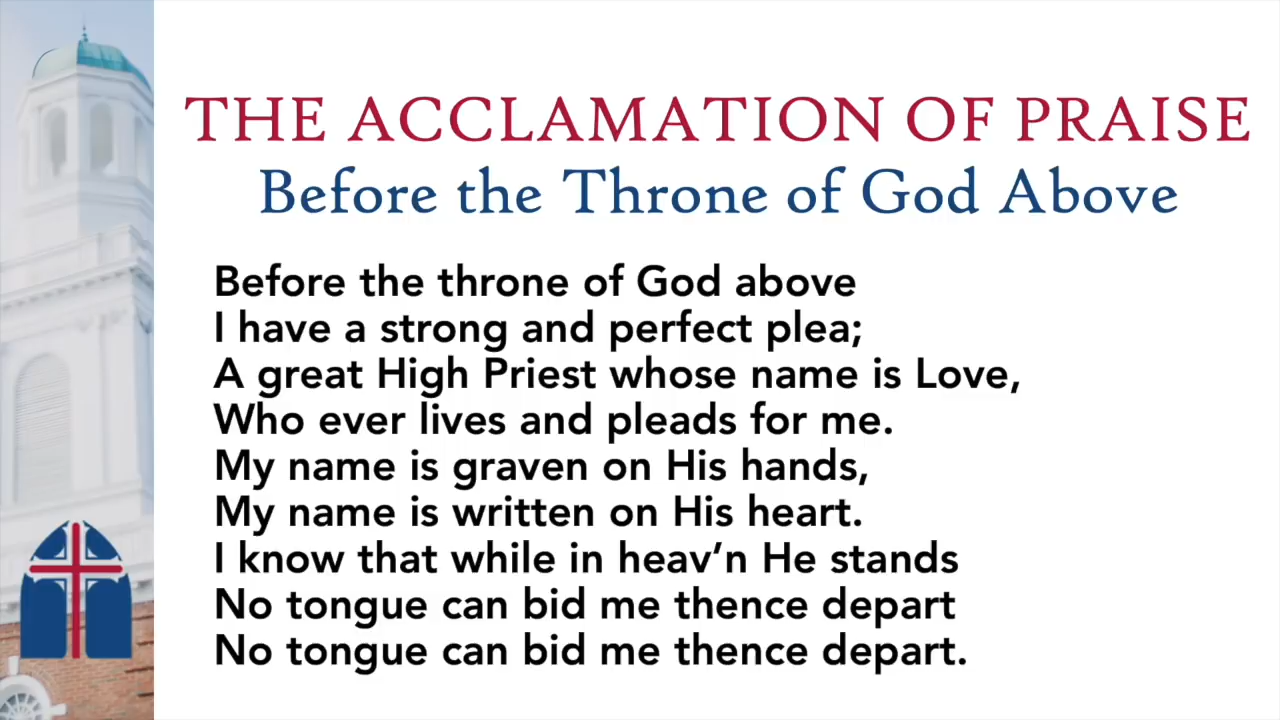 THE ACCLAMATION OF PRAISE
Before the Throne of God Above
Before the throne of God above
I have a strong and perfect plea;
A great High Priest whose name is Love,
Who ever lives and pleads for me.
My name is graven on His hands,
My name is written on His heart.
I know that while in heav’n He stands
No tongue can bid me thence depart
No tongue can bid me thence depart.